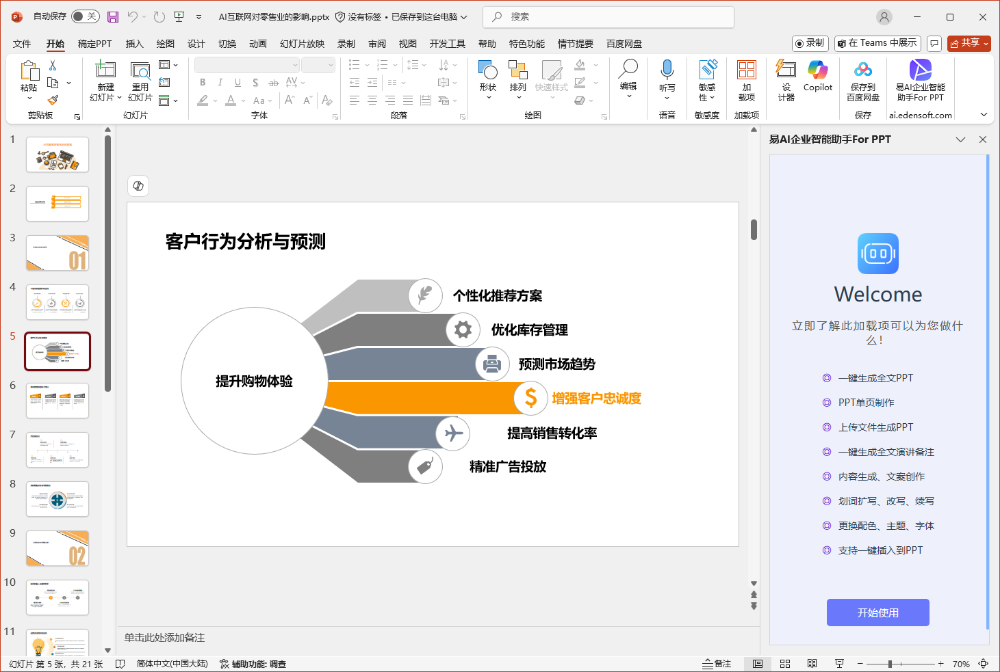 自动保存 关 AI互联网对零售业的影响.pptx 没有标签 • 已保存到这台电脑 搜索
文件 开始 稿定PPT 插入 绘图 设计 切换 动画 幻灯片放映 录制 审阅 视图 开发工具 帮助 特色功能 情节提要 百度网盘 录制 在 Teams 中展示 共享
粘贴
剪贴板
新建
幻灯片
重用
幻灯片
幻灯片
B I U S ab AV
A Aa A A A
字体
段落
形状 排列 快速样式
绘图
编辑
听写
语音
敏感
性
敏感度
加
载项
加载项
设
计器
Copilot
保存到
百度网盘
保存
易AI企业智能
助手For PPT
ai.edensoft.com
1
2
3
01
4
5
6
7
8
9
02
10
11
客户行为分析与预测
提升购物体验
个性化推荐方案
优化库存管理
预测市场趋势
增强客户忠诚度
提高销售转化率
精准广告投放
单击此处添加备注
易AI企业智能助手For PPT
Welcome
立即了解此加载项可以为您做什
么！
一键生成全文PPT
PPT单页制作
上传文件生成PPT
一键生成全文演讲备注
内容生成、文案创作
划词扩写、改写、续写
更换配色、主题、字体
支持一键插入到PPT
开始使用
幻灯片 第 5 张，共 21 张 简体中文(中国大陆) 辅助功能: 调查 备注 70%